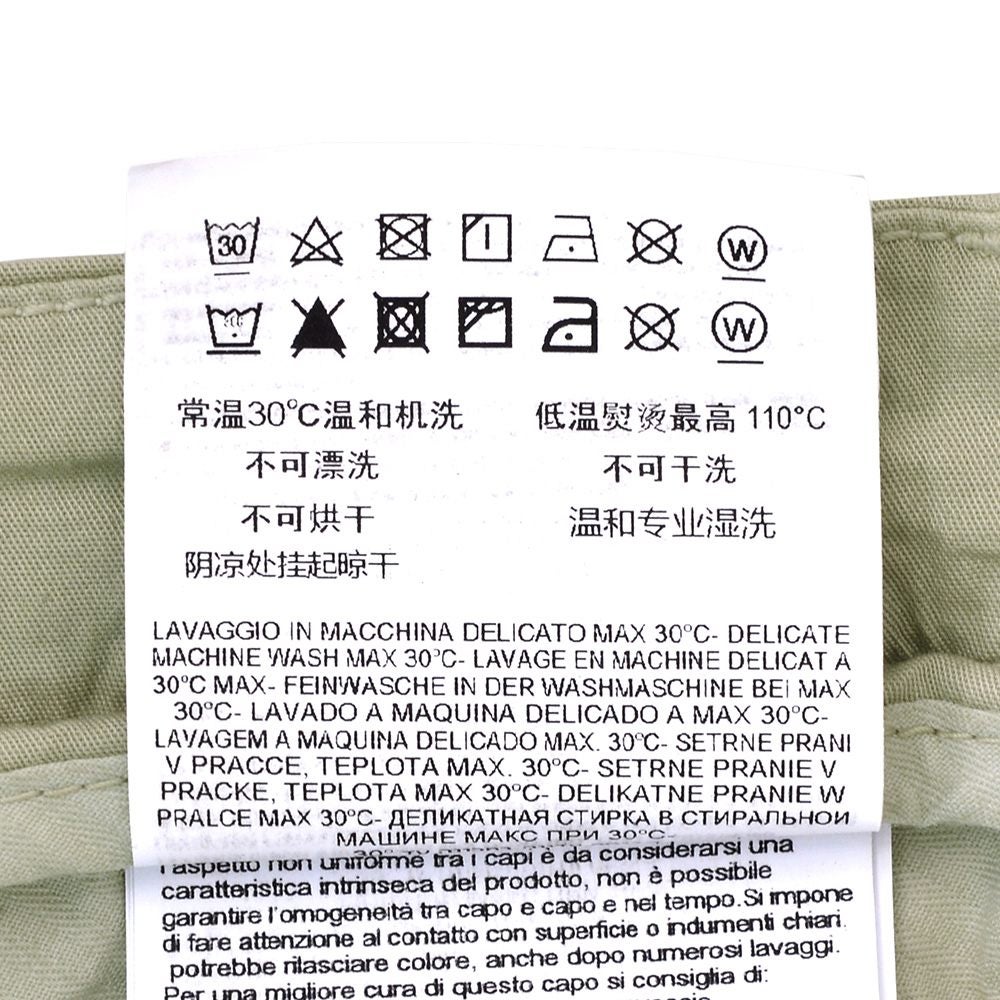 30
W
30
W
常温30°C温和机洗
低温熨烫最高 110°C
不可漂洗
不可干洗
不可烘干
温和专业湿洗
阴凉处挂起晾干
LAVAGGIO IN MACCHINA DELICATO MAX 30°C- DELICATE
MACHINE WASH MAX 30°C- LAVAGE EN MACHINE DELICAT A
30°C MAX- FEINWASCHE IN DER WASHMASCHINE BEI MAX
30°C- LAVADO A MAQUINA DELICADO A MAX 30°C-
LAVAGEM A MAQUINA DELICADO MAX. 30°C- SETRNE PRANI
V PRACCE, TEPLOTA MAX. 30°C- SETRNE PRANIE V
PRACKE, TEPLOTA MAX 30°C- DELIKATNE PRANIE W
PRALCE MAX 30°C- ДЕЛИКАТНАЯ СТИРКА В СТИРАЛЬНОИ
МАШИНЕ МАКС ПРИ 30°C-
l'aspetto non uniforme tra i capi è da considerarsi una
caratteristica intrinseca del prodotto, non è possibile
garantire l'omogeneità tra capo e capo e nel tempo.Si impone
di fare attenzione al contatto con superficie o indumenti chiari.
potrebbe rilasciare colore, anche dopo numerosi lavaggi.
Per una migliore cura di questo capo si consiglia di: